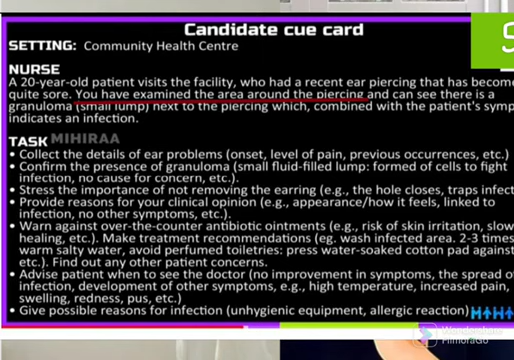 Candidate cue card
SETTING: Community Health Centre
NURSE
A 20-year-old patient visits the facility, who had a recent ear piercing that has become
quite sore. You have examined the area around the piercing and can see there is a
granuloma (small lump) next to the piercing which, combined with the patient's symp
indicates an infection.
TASK MIHIRAA
• Collect the details of ear problems (onset, level of pain, previous occurrences, etc.)
• Confirm the presence of granuloma (small fluid-filled lump: formed of cells to fight
infection, no cause for concern, etc.).
• Stress the importance of not removing the earring (e.g., the hole closes, traps infect
• Provide reasons for your clinical opinion (e.g., appearance/how it feels, linked to
infection, no other symptoms, etc.).
• Warn against over-the-counter antibiotic ointments (e.g., risk of skin irritation, slow
healing, etc.). Make treatment recommendations (eg. wash infected area. 2-3 times
warm salty water, avoid perfumed toiletries: press water-soaked cotton pad against
etc.). Find out any other patient concerns.
• Advise patient when to see the doctor (no improvement in symptoms, the spread o
infection, development of other symptoms, e.g., high temperature, increased pain,
swelling, redness, pus, etc.)
• Give possible reasons for infection (unhygienic equipment, allergic reaction)
Wondershare
FilmoraGo